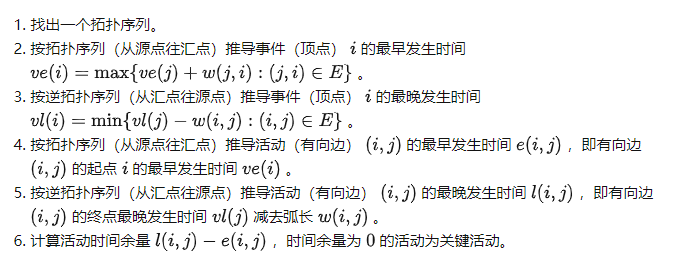 1. 找出一个拓扑序列。
2. 按拓扑序列（从源点往汇点）推导事件（顶点） i 的最早发生时间
ve(i) = max{ve(j) + w(j, i) : (j, i) ∈ E} 。
3. 按逆拓扑序列（从汇点往源点）推导事件（顶点） i 的最晚发生时间
vl(i) = min{vl(j) − w(i, j) : (i, j) ∈ E} 。
4. 按拓扑序列（从源点往汇点）推导活动（有向边） (i, j) 的最早发生时间 e(i, j) ，即有向边
(i, j) 的起点 i 的最早发生时间 ve(i) 。
5. 按逆拓扑序列（从汇点往源点）推导活动（有向边） (i, j) 的最晚发生时间 l(i, j) ，即有向边
(i, j) 的终点最晚发生时间 vl(j) 减去弧长 w(i, j) 。
6. 计算活动时间余量 l(i, j) − e(i, j) ，时间余量为 0 的活动为关键活动。